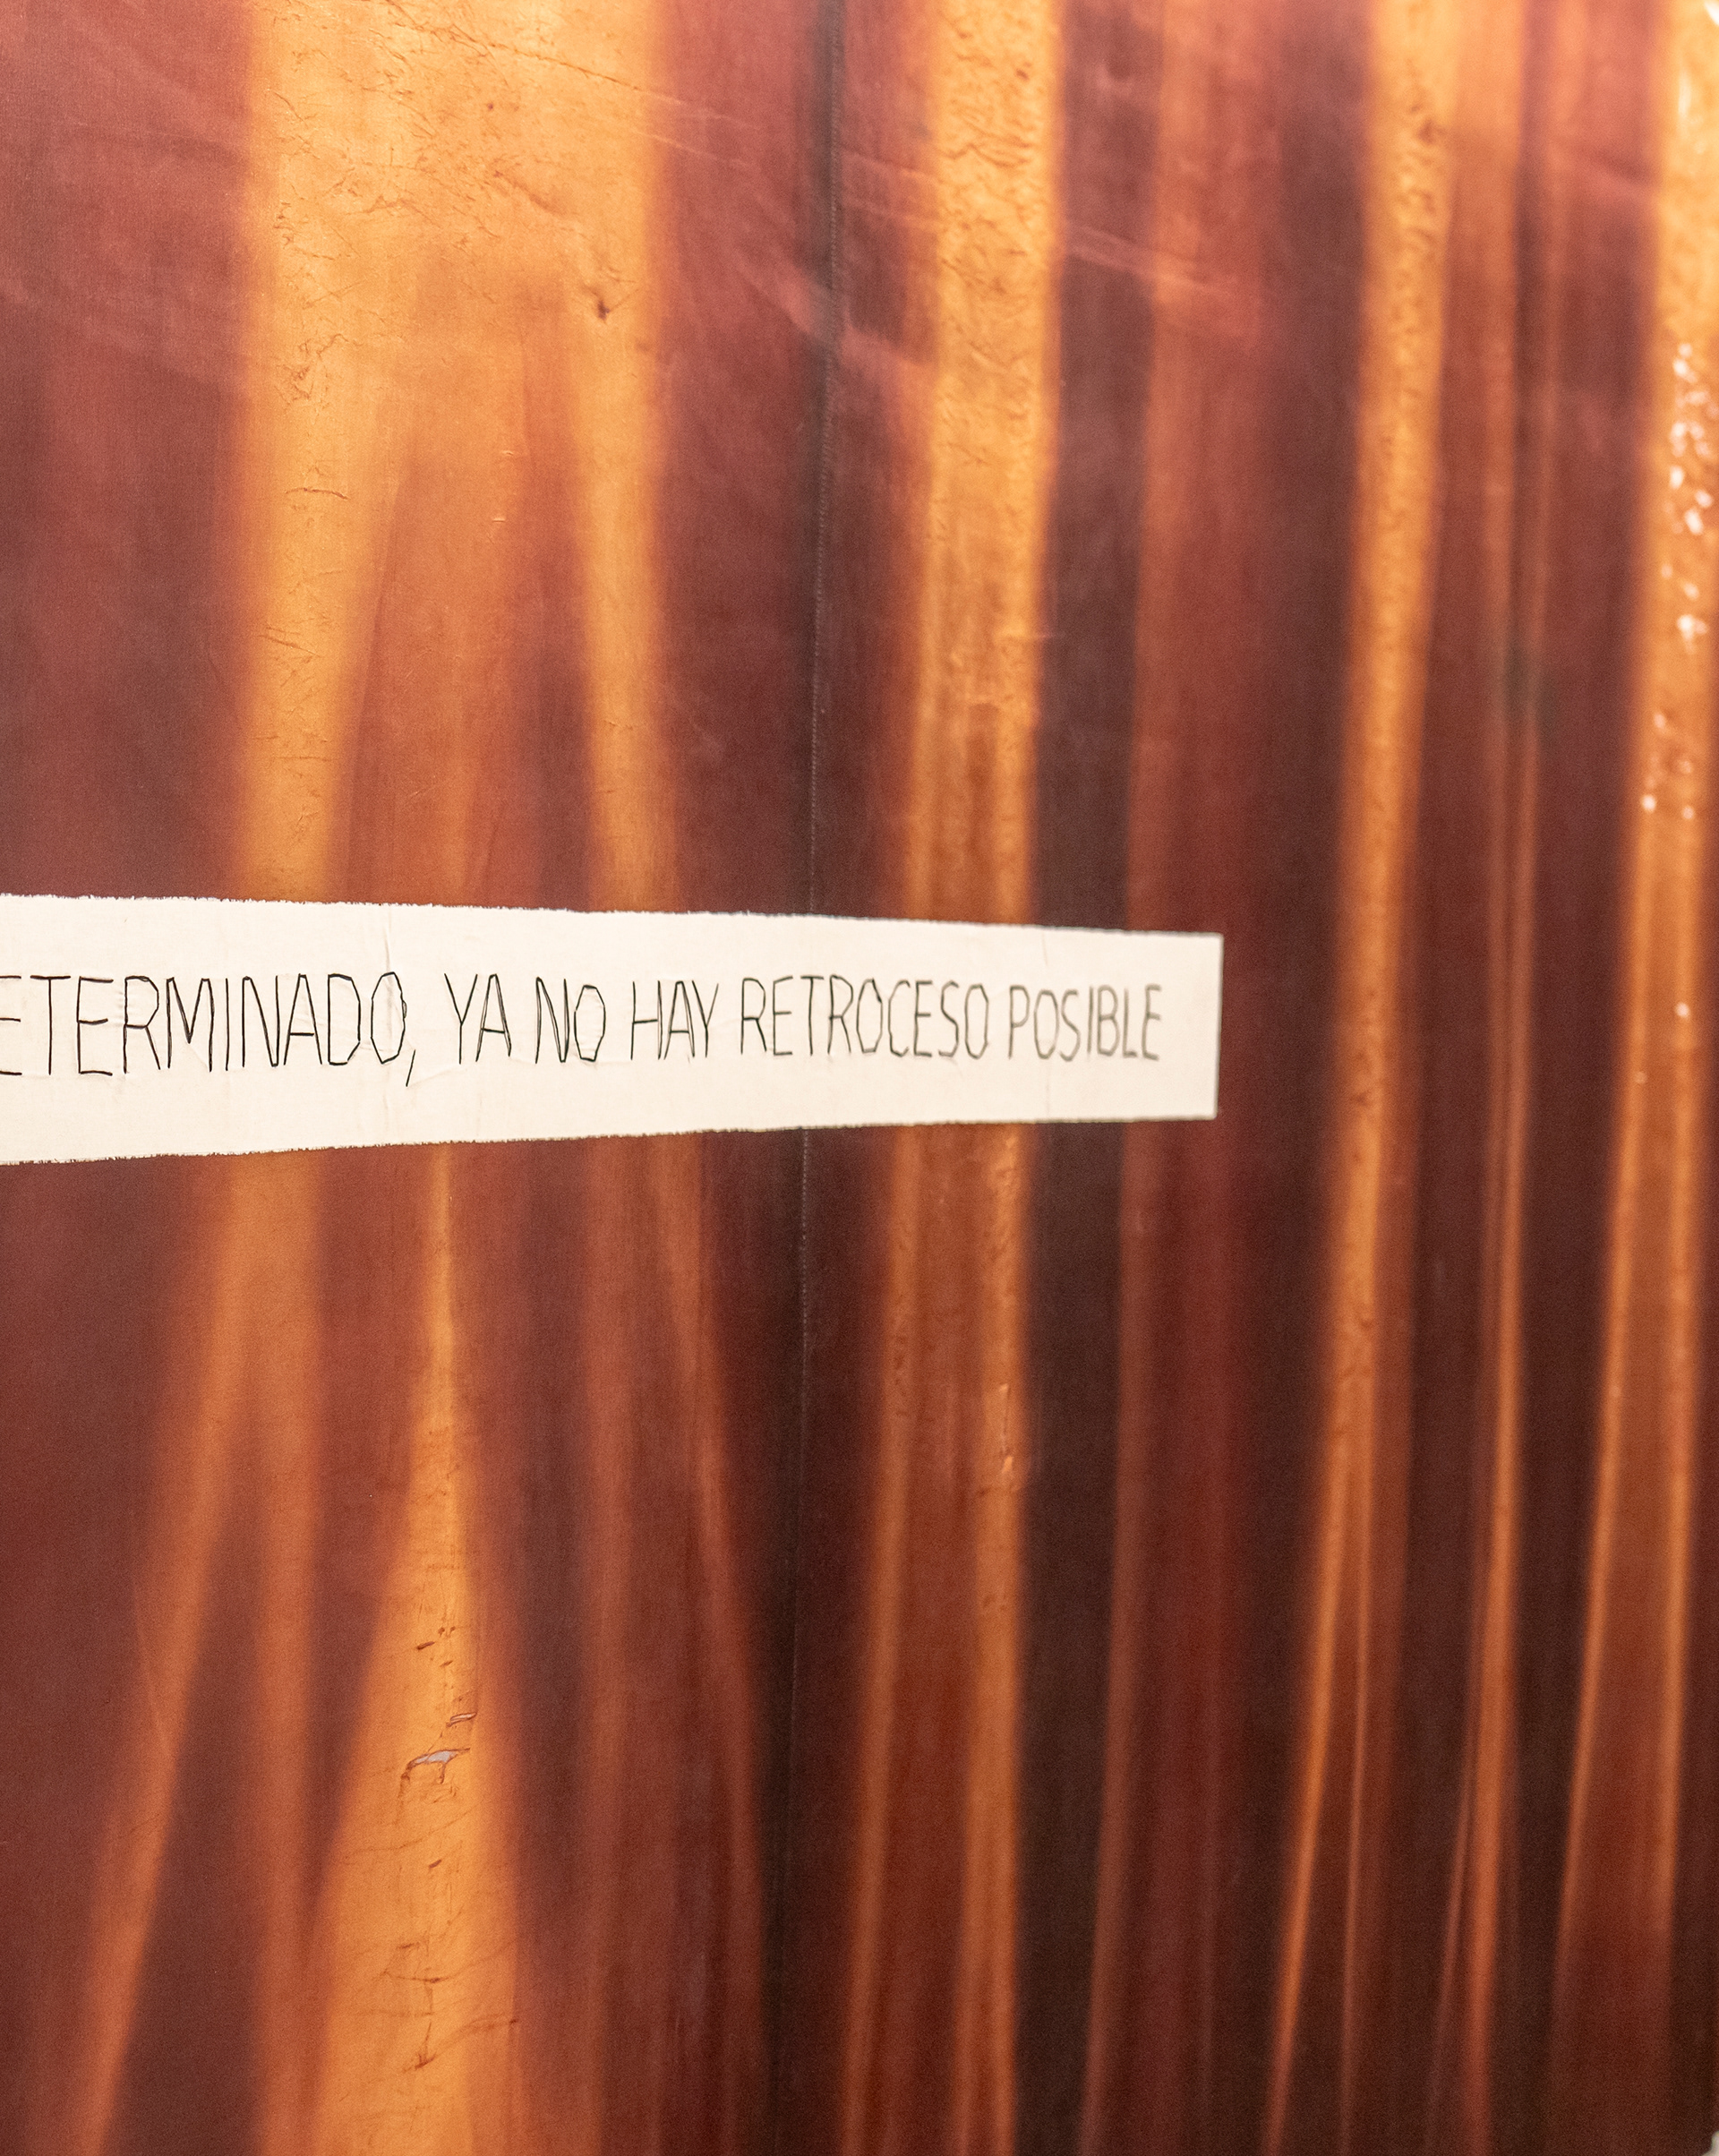 ETERMINADO, YA NO HAY RETROCESO POSIBLE